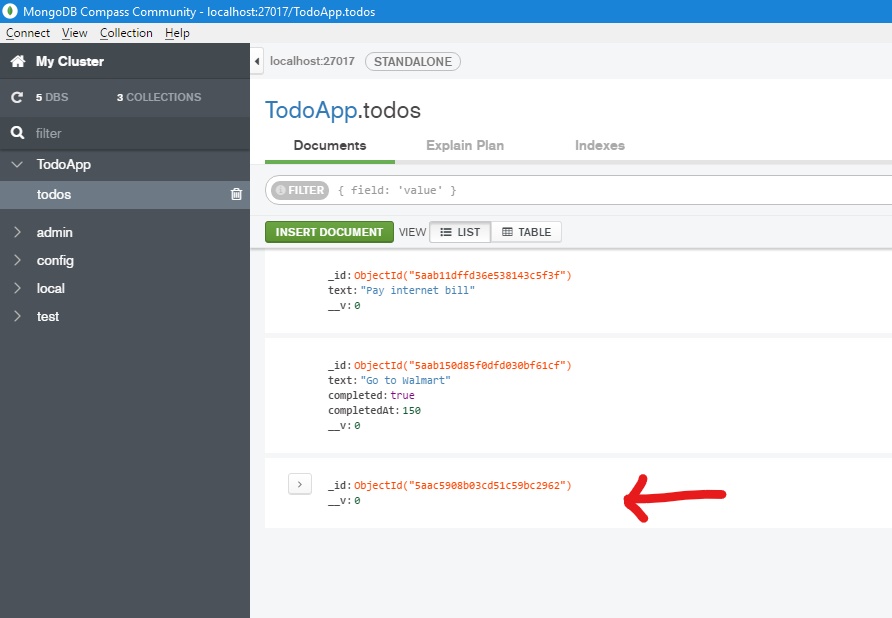 MongoDB Compass Community - localhost:27017/TodoApp.todos
Connect View Collection Help
My Cluster
5 DBS 3 COLLECTIONS
filter
TodoApp
todos
admin
config
local
test
localhost:27017 STANDALONE
TodoApp.todos
Documents Explain Plan Indexes
FILTER { field: 'value' }
INSERT DOCUMENT VIEW LIST TABLE
_id: ObjectId("5aab11dffd36e538143c5f3f")
text: "Pay internet bill"
__v: 0
_id: ObjectId("5aab150d85f0dfd030bf61cf")
text: "Go to Walmart"
completed: true
completedAt: 150
__v: 0
_id: ObjectId("5aac5908b03cd51c59bc2962")
__v: 0